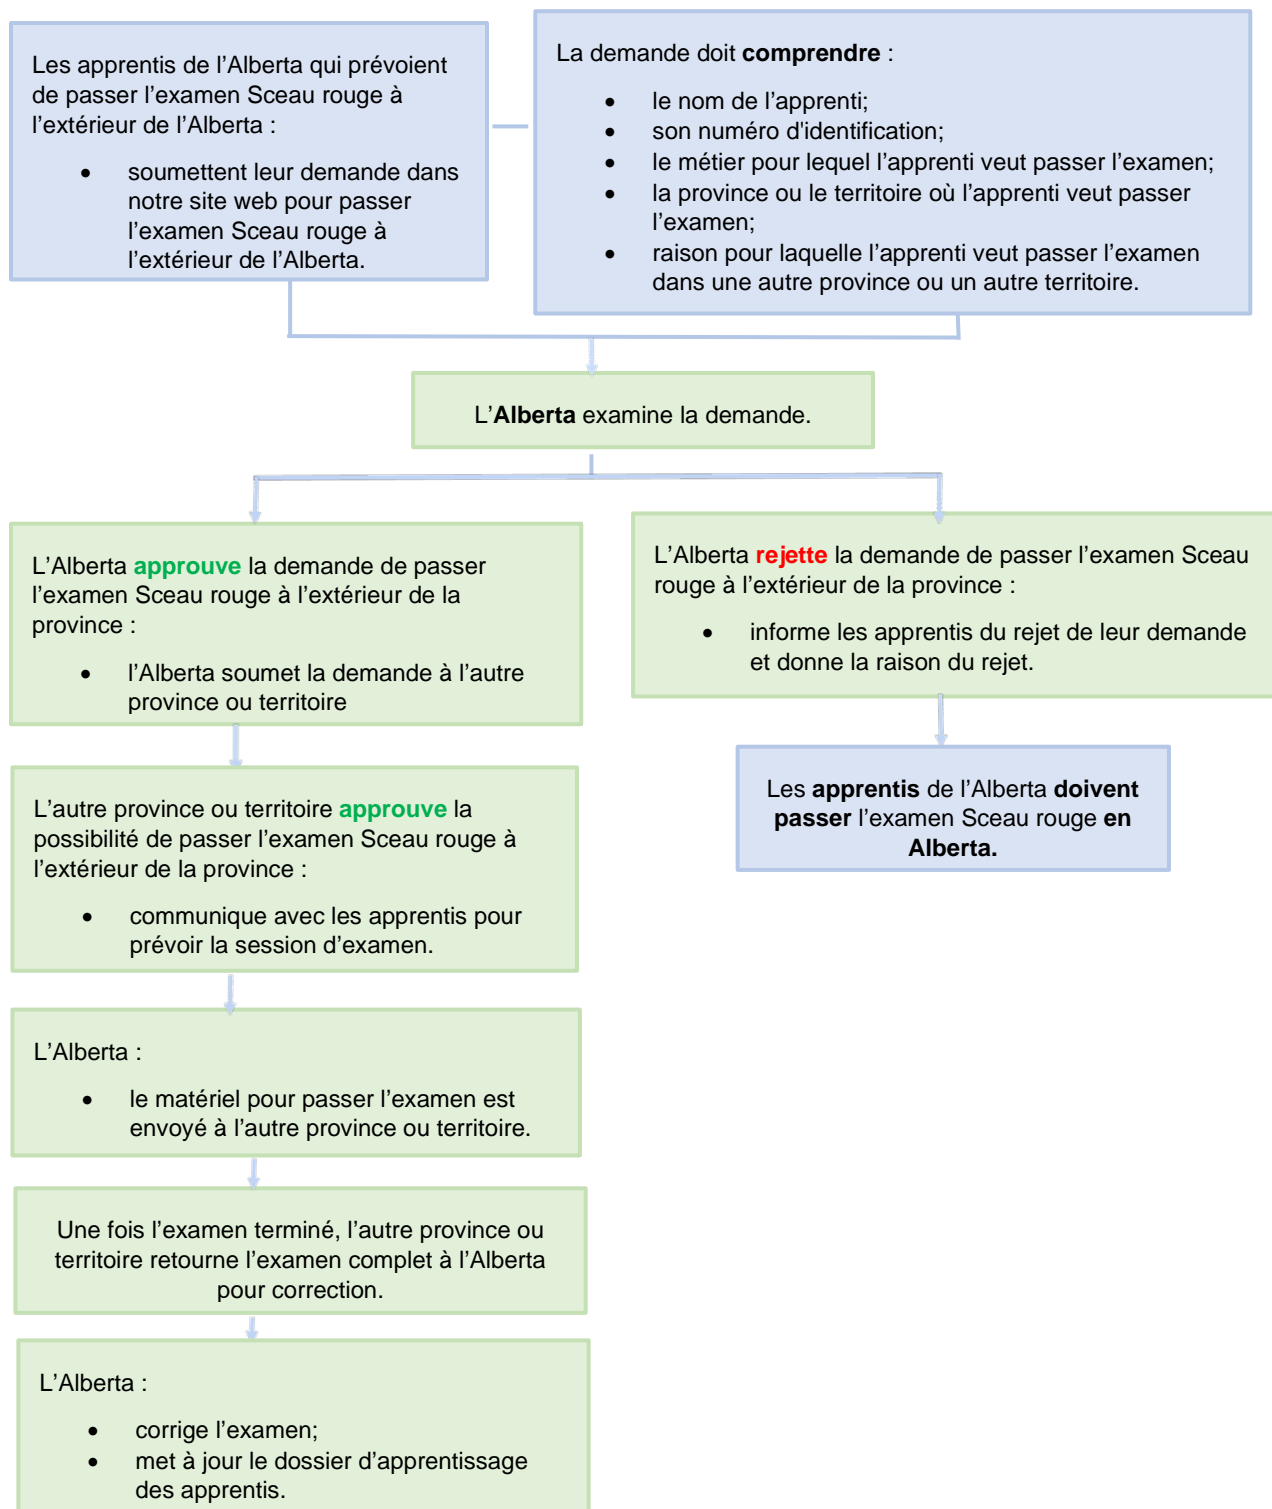 Les apprentis de l’Alberta qui prévoient
de passer l’examen Sceau rouge à
l’extérieur de l’Alberta :
• soumettent leur demande dans
notre site web pour passer
l’examen Sceau rouge à
l’extérieur de l’Alberta.
La demande doit comprendre :
• le nom de l’apprenti;
• son numéro d'identification;
• le métier pour lequel l’apprenti veut passer l’examen;
• la province ou le territoire où l’apprenti veut passer
l’examen;
• raison pour laquelle l’apprenti veut passer l’examen
dans une autre province ou un autre territoire.
L’Alberta examine la demande.
L’Alberta approuve la demande de passer
l’examen Sceau rouge à l’extérieur de la
province :
• l’Alberta soumet la demande à l’autre
province ou territoire
L’Alberta rejette la demande de passer l’examen Sceau
rouge à l’extérieur de la province :
• informe les apprentis du rejet de leur demande
et donne la raison du rejet.
Les apprentis de l’Alberta doivent
passer l’examen Sceau rouge en
Alberta.
L’autre province ou territoire approuve la
possibilité de passer l’examen Sceau rouge à
l’extérieur de la province :
• communique avec les apprentis pour
prévoir la session d’examen.
L’Alberta :
• le matériel pour passer l’examen est
envoyé à l’autre province ou territoire.
Une fois l’examen terminé, l’autre province ou
territoire retourne l’examen complet à l’Alberta
pour correction.
L’Alberta :
• corrige l’examen;
• met à jour le dossier d’apprentissage
des apprentis.